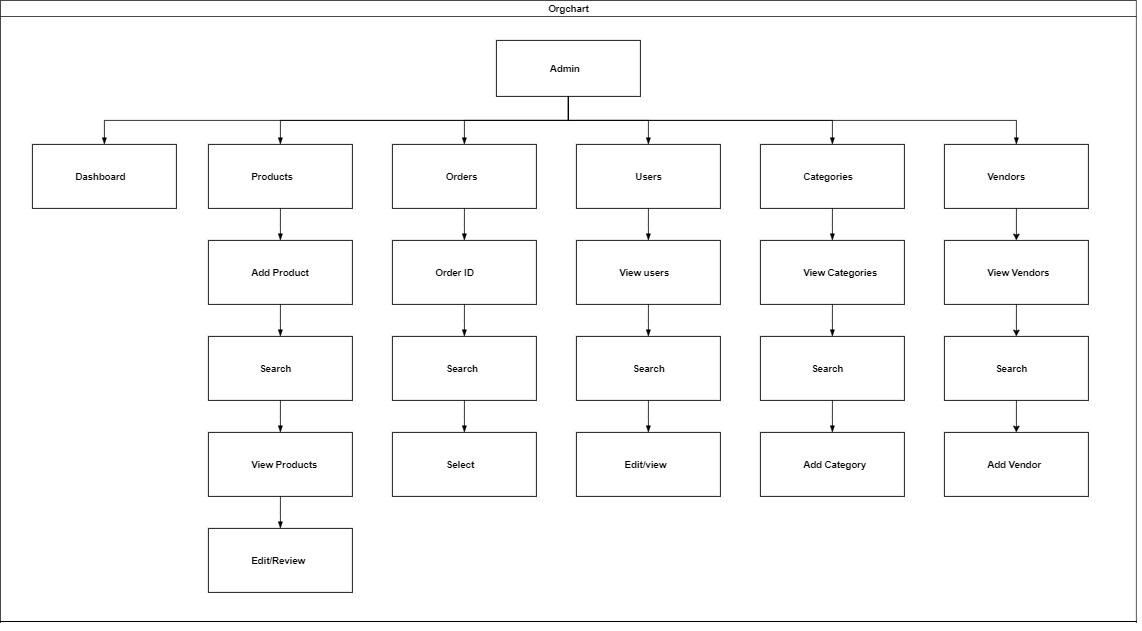 Orgchart
Admin
Dashboard
Products
Orders
Users
Categories
Vendors
Add Product
Order ID
View users
View Categories
View Vendors
Search
Search
Search
Search
Search
View Products
Select
Edit/view
Add Category
Add Vendor
Edit/Review